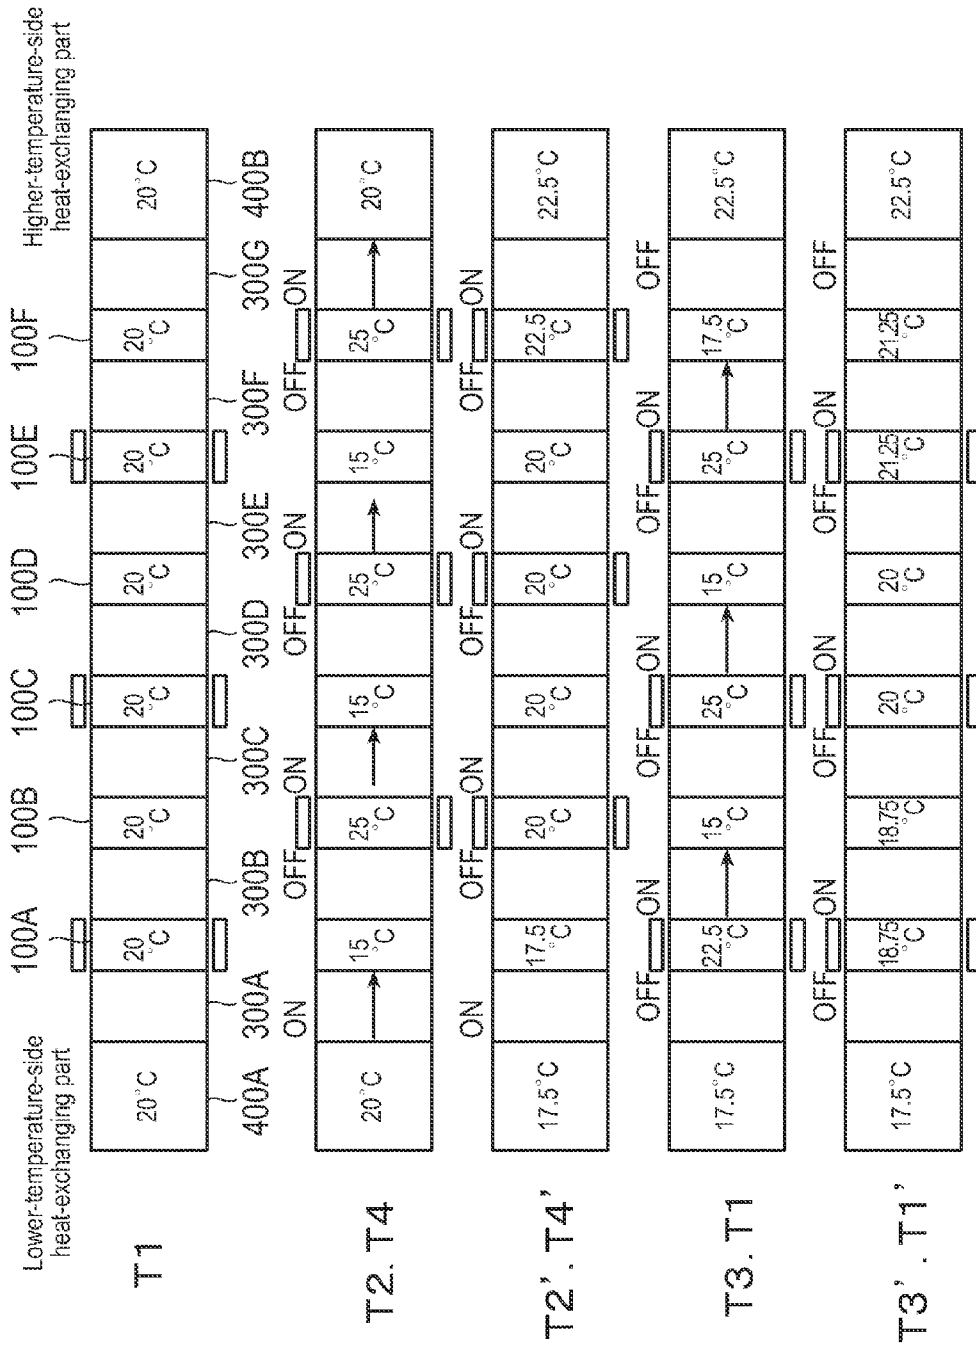 Lower-temperature-side Higher-temperature-side
heat-exchanging part heat-exchanging part
100A 100B 100C 100D 100E 100F
T1 20°C 20 °C 20 °C 20 °C 20 °C 20 °C 20 °C 20°C
400A 300A 300B 300C 300D 300E 300F 300G 400B
ON OFF ON OFF ON OFF ON
T2. T4 20°C 15 °C 25 °C 15 °C 25 °C 15 °C 25 °C 20°C
ON OFF ON OFF ON OFF ON
T2'. T4' 17.5°C 17.5 °C 20 °C 20 °C 20 °C 20 °C 22.5 °C 22.5°C
OFF ON OFF ON OFF ON OFF
T3. T1 17.5°C 22.5 °C 15 °C 25 °C 15 °C 25 °C 17.5 °C 22.5°C
OFF ON OFF ON OFF ON OFF
T3'. T1' 17.5°C 18.75 °C 18.75 °C 20 °C 20 °C 21.25 °C 21.25 °C 22.5°C